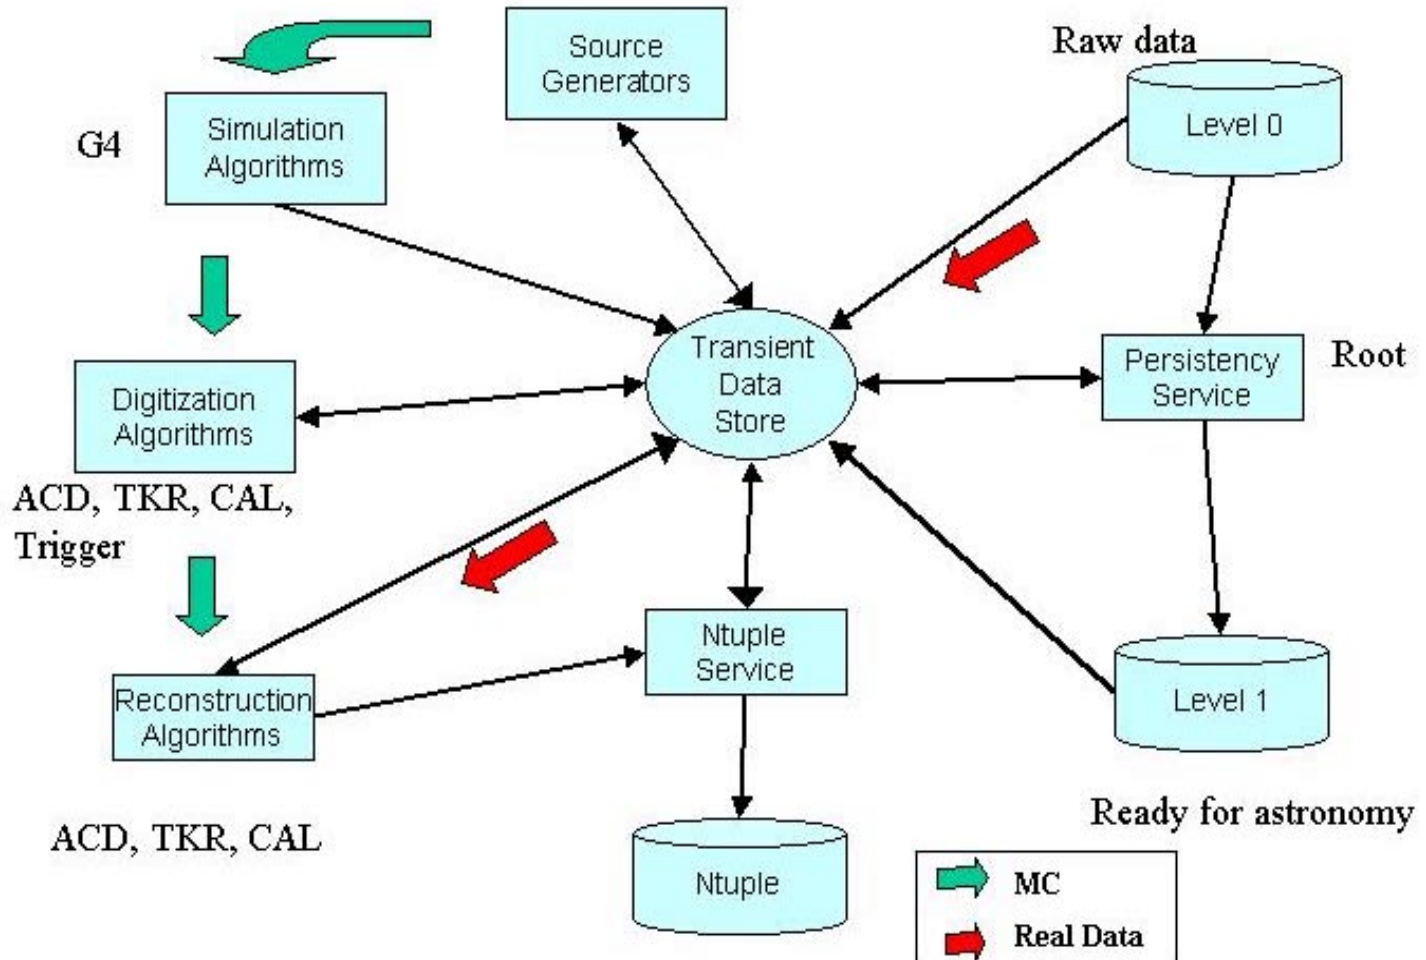 Source
Generators
Raw data
Level 0
G4
Simulation
Algorithms
Transient
Data
Store
Persistency
Service
Root
Digitization
Algorithms
ACD, TKR, CAL,
Trigger
Ntuple
Service
Reconstruction
Algorithms
Level 1
Ready for astronomy
ACD, TKR, CAL
Ntuple
MC
Real Data